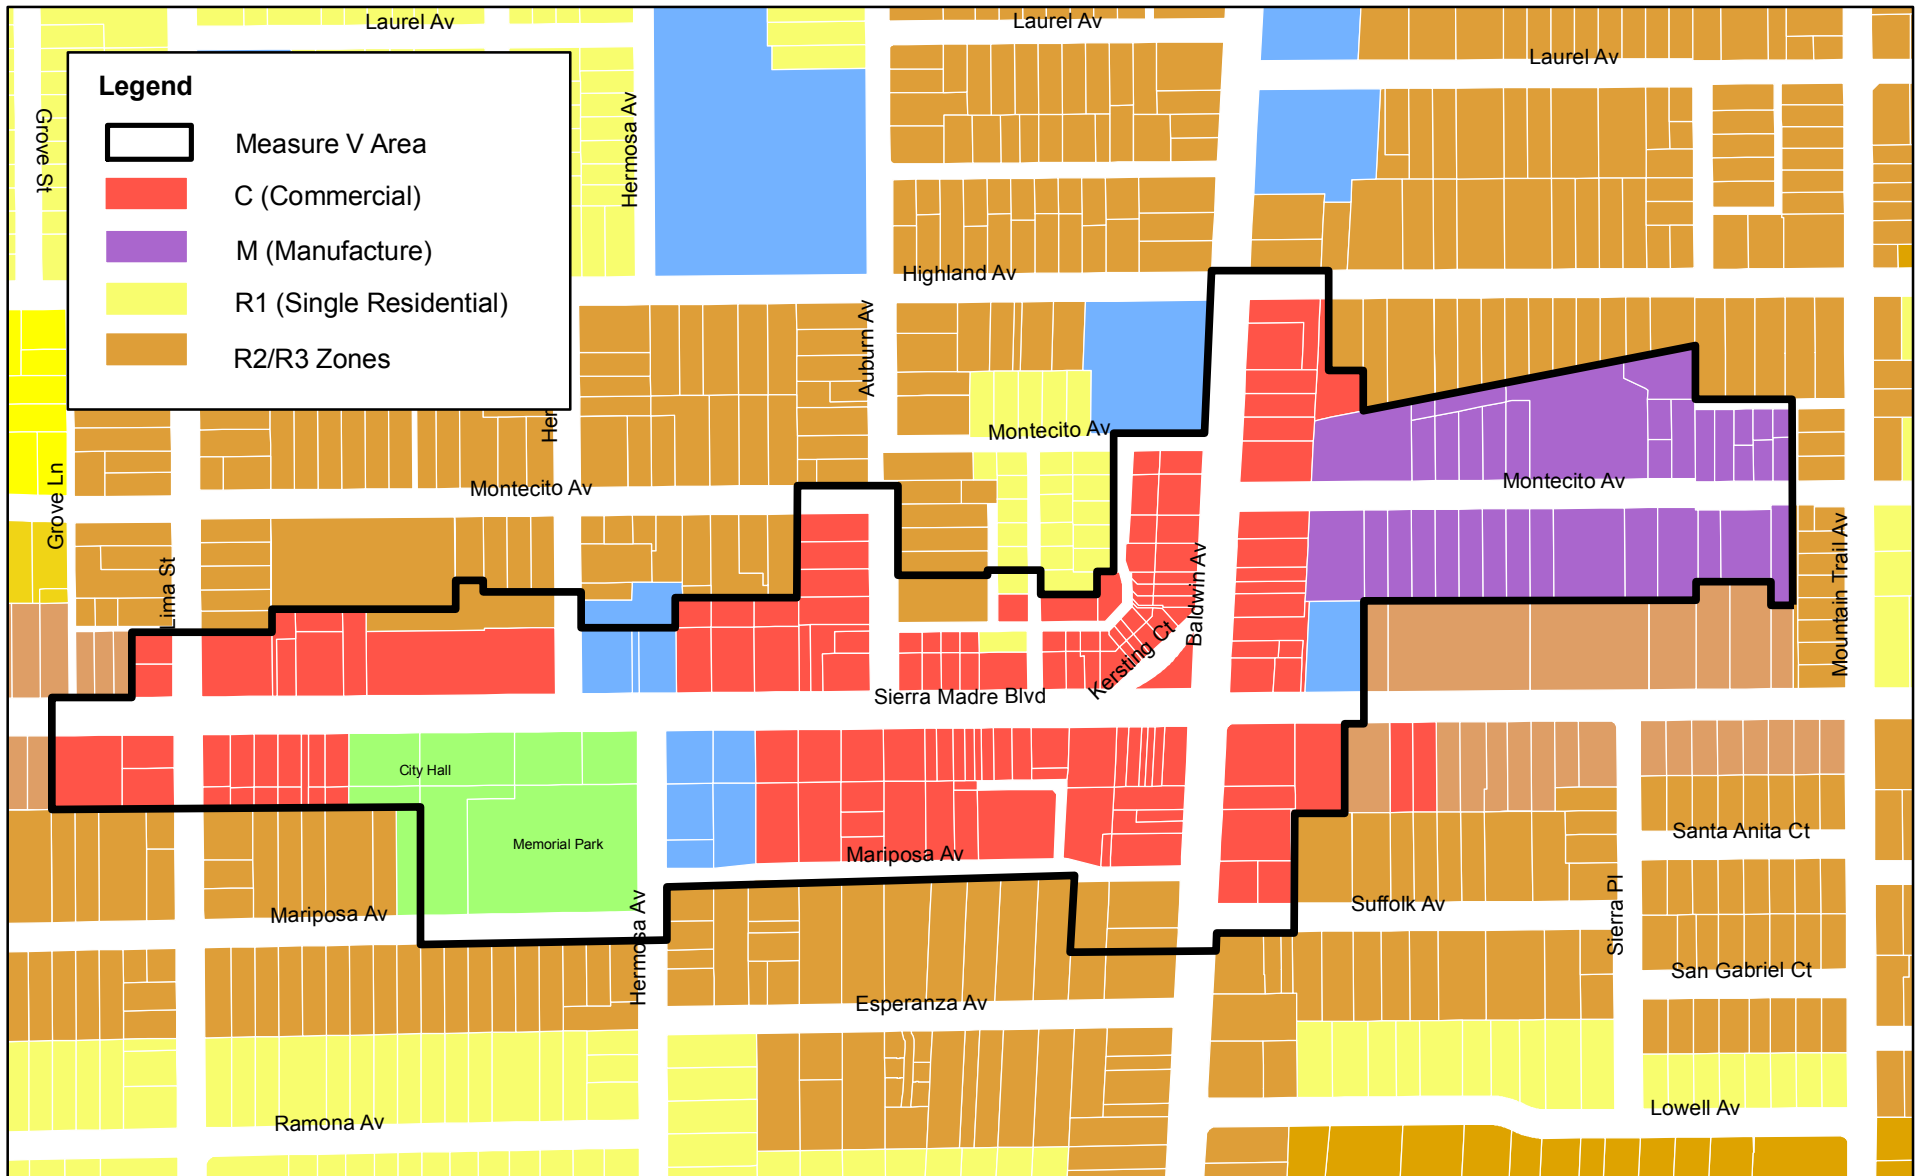 Laurel Av
Laurel Av
Laurel Av
Legend
Measure V Area
C (Commercial)
M (Manufacture)
R1 (Single Residential)
R2/R3 Zones
Grove St
Hermosa Av
Highland Av
Auburn Av
Montecito Av
Her
Montecito Av
Montecito Av
Grove Ln
Lima St
Baldwin Av
Mountain Trail Av
Kersting Ct
Sierra Madre Blvd
City Hall
Memorial Park
Mariposa Av
Santa Anita Ct
Mariposa Av
Suffolk Av
Sierra Pl
Hermosa Av
San Gabriel Ct
Esperanza Av
Ramona Av
Lowell Av